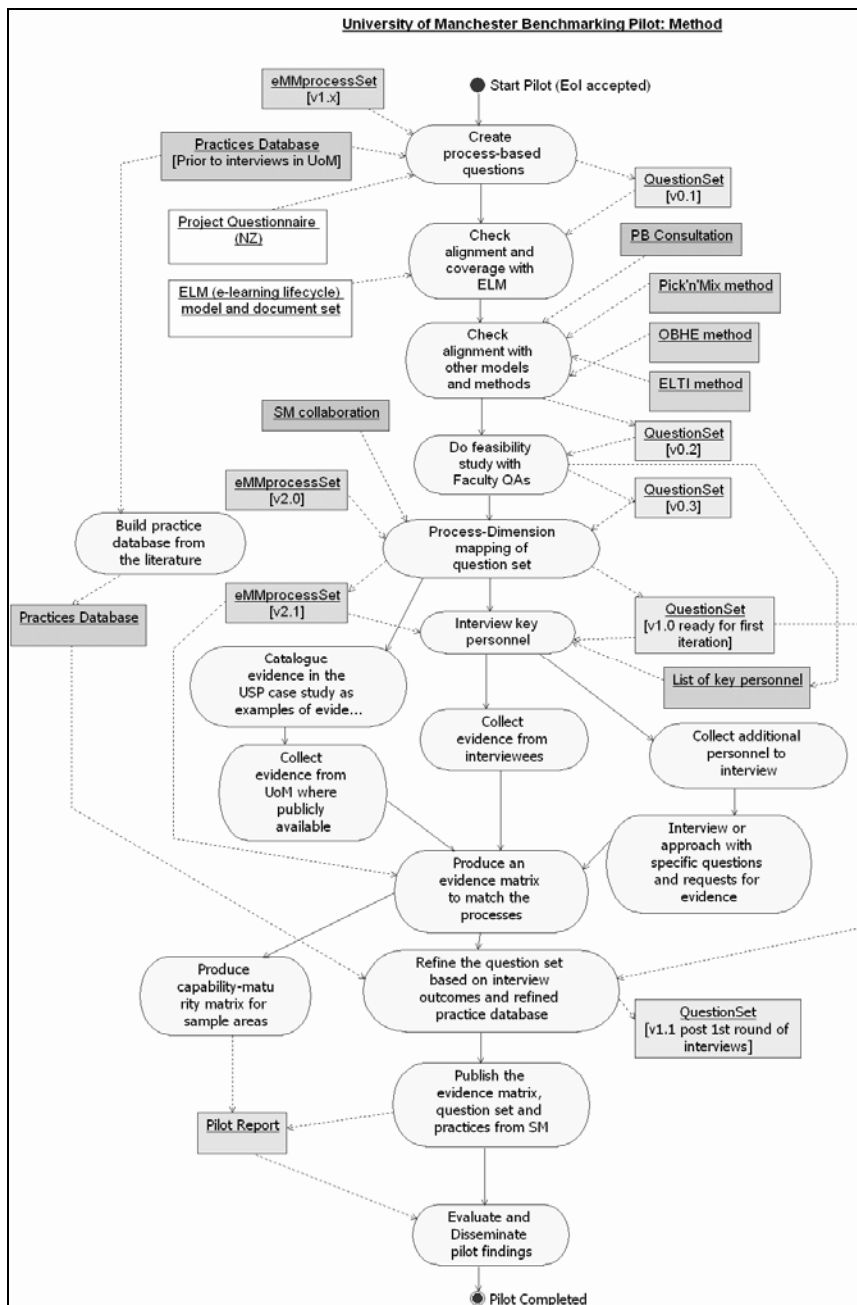 University of Manchester Benchmarking Pilot: Method
Start Pilot (EoI accepted)
eMMprocessSet
[v1.x]
Practices Database
[Prior to interviews in UoM]
Create
process-based
questions
QuestionSet
[v0.1]
Project Questionnaire
(NZ)
Check
alignment and
coverage with
ELM
PB Consultation
ELM (e-learning lifecycle)
model and document set
Pick'n'Mix method
Check
alignment with
other models
and methods
OBHE method
ELTI method
SM collaboration
QuestionSet
[v0.2]
Do feasibility
study with
Faculty QAs
eMMprocessSet
[v2.0]
QuestionSet
[v0.3]
Build practice
database from
the literature
Process-Dimension
mapping of
question set
eMMprocessSet
[v2.1]
Practices Database
Interview key
personnel
QuestionSet
[v1.0 ready for first
iteration]
List of key personnel
Catalogue
evidence in the
USP case study as
examples of evide...
Collect
evidence from
interviewees
Collect additional
personnel to
interview
Collect
evidence from
UoM where
publicly
available
Interview or
approach with
specific questions
and requests for
evidence
Produce an
evidence matrix
to match the
processes
Produce
capability-matu
rity matrix for
sample areas
Refine the question set
based on interview
outcomes and refined
practice database
QuestionSet
[v1.1 post 1st round of
interviews]
Publish the
evidence matrix,
question set and
practices from SM
Pilot Report
Evaluate and
Disseminate
pilot findings
Pilot Completed